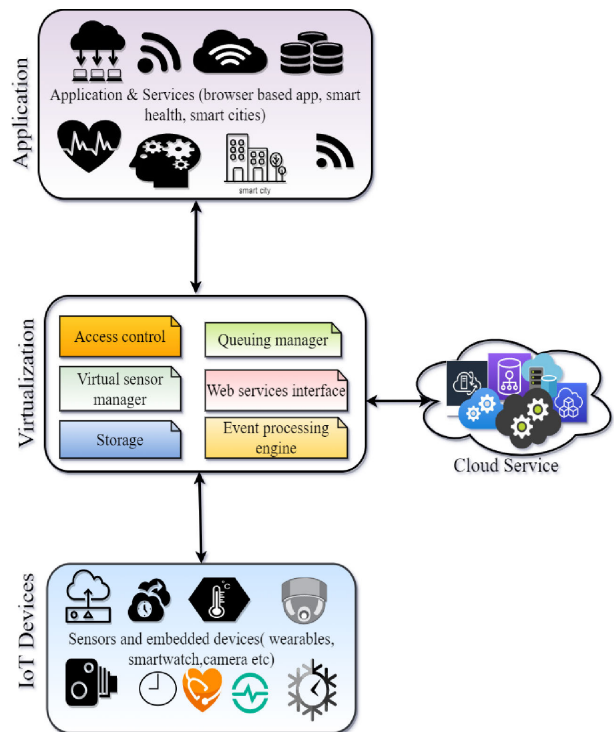 Application
Application & Services (browser based app, smart
health, smart cities)
smart city
Virtualization
Access control
Queuing manager
Virtual sensor
manager
Web services interface
Storage
Event processing
engine
Cloud Service
IoT Devices
°C
Sensors and embedded devices( wearables,
smartwatch,camera etc)